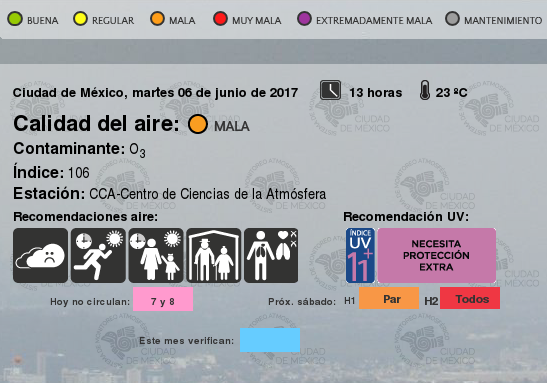 BUENA REGULAR MALA MUY MALA EXTREMADAMENTE MALA MANTENIMIENTO
Ciudad de México, martes 06 de junio de 2017 13 horas 23 ºC
Calidad del aire: MALA
Contaminante: O3
Índice: 106
Estación: CCA-Centro de Ciencias de la Atmósfera
Recomendaciones aire: Recomendación UV:
ÍNDICE
UV
11+
NECESITA
PROTECCIÓN
EXTRA
Hoy no circulan: 7 y 8 Próx. sábado: H1 Par H2 Todos
Este mes verifican: